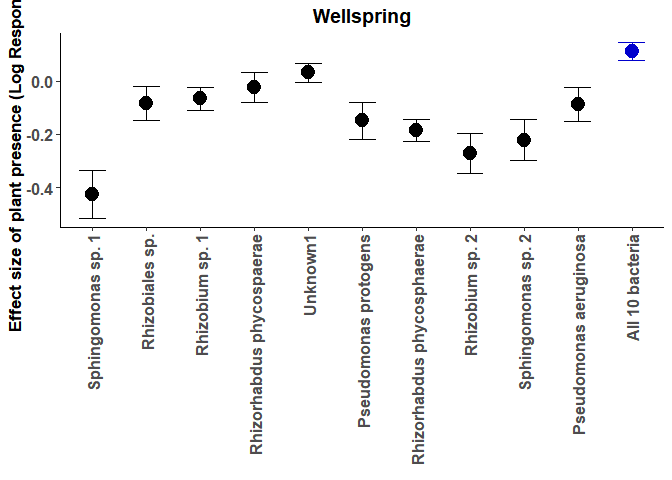 Wellspring
Effect size of plant presence (Log Respon
0.0
-0.2
-0.4
Sphingomonas sp. 1
Rhizobiales sp.
Rhizobium sp. 1
Rhizorhabdus phycospaerae
Unknown1
Pseudomonas protogens
Rhizorhabdus phycosphaerae
Rhizobium sp. 2
Sphingomonas sp. 2
Pseudomonas aeruginosa
All 10 bacteria